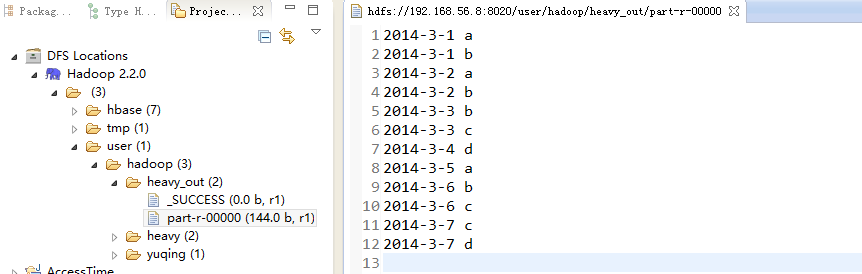 Packag...
Type H...
Projec...
DFS Locations
Hadoop 2.2.0
(3)
hbase (7)
tmp (1)
user (1)
hadoop (3)
heavy_out (2)
_SUCCESS (0.0 b, r1)
part-r-00000 (144.0 b, r1)
heavy (2)
yuqing (1)
AccessTime
hdfs://192.168.56.8:8020/user/hadoop/heavy_out/part-r-00000
1 2014-3-1 a
2 2014-3-1 b
3 2014-3-2 a
4 2014-3-2 b
5 2014-3-3 b
6 2014-3-3 c
7 2014-3-4 d
8 2014-3-5 a
9 2014-3-6 b
10 2014-3-6 c
11 2014-3-7 c
12 2014-3-7 d
13